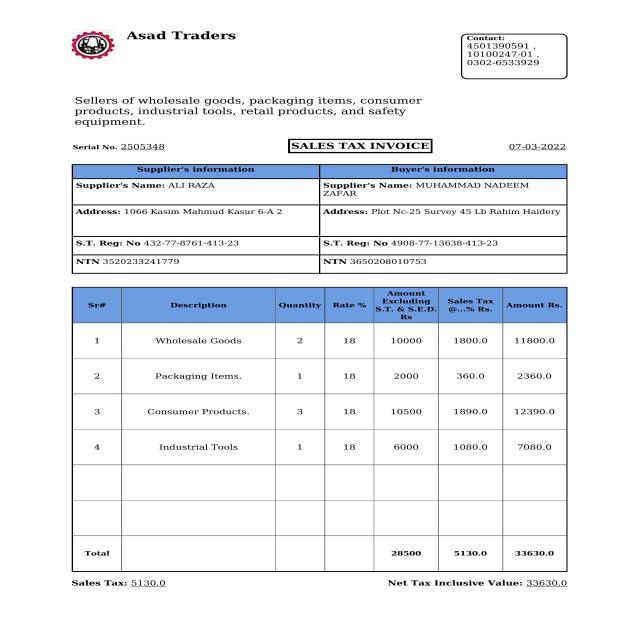 Asad Traders
Contact:
4501390591 ,
10100247-01 ,
0302-6533929
Sellers of wholesale goods, packaging items, consumer
products, industrial tools, retail products, and safety
equipment.
Serial No. 2505348 SALES TAX INVOICE 07-03-2022
Supplier's information Buyer's information
Supplier's Name: ALI RAZA Supplier's Name: MUHAMMAD NADEEM
ZAFAR
Address: 1066 Kasim Mahmud Kasur 6-A 2 Address: Plot Nc-25 Survey 45 Lb Rahim Haidery
S.T. Reg: No 432-77-8761-413-23 S.T. Reg: No 4908-77-13638-413-23
NTN 3520233241779 NTN 3650208010753
Sr# Description Quantity Rate % Amount Excluding S.T. & S.E.D. Rs Sales Tax @...% Rs. Amount Rs.
1 Wholesale Goods 2 18 10000 1800.0 11800.0
2 Packaging Items. 1 18 2000 360.0 2360.0
3 Consumer Products. 3 18 10500 1890.0 12390.0
4 Industrial Tools 1 18 6000 1080.0 7080.0
Total 28500 5130.0 33630.0
Sales Tax: 5130.0 Net Tax Inclusive Value: 33630.0